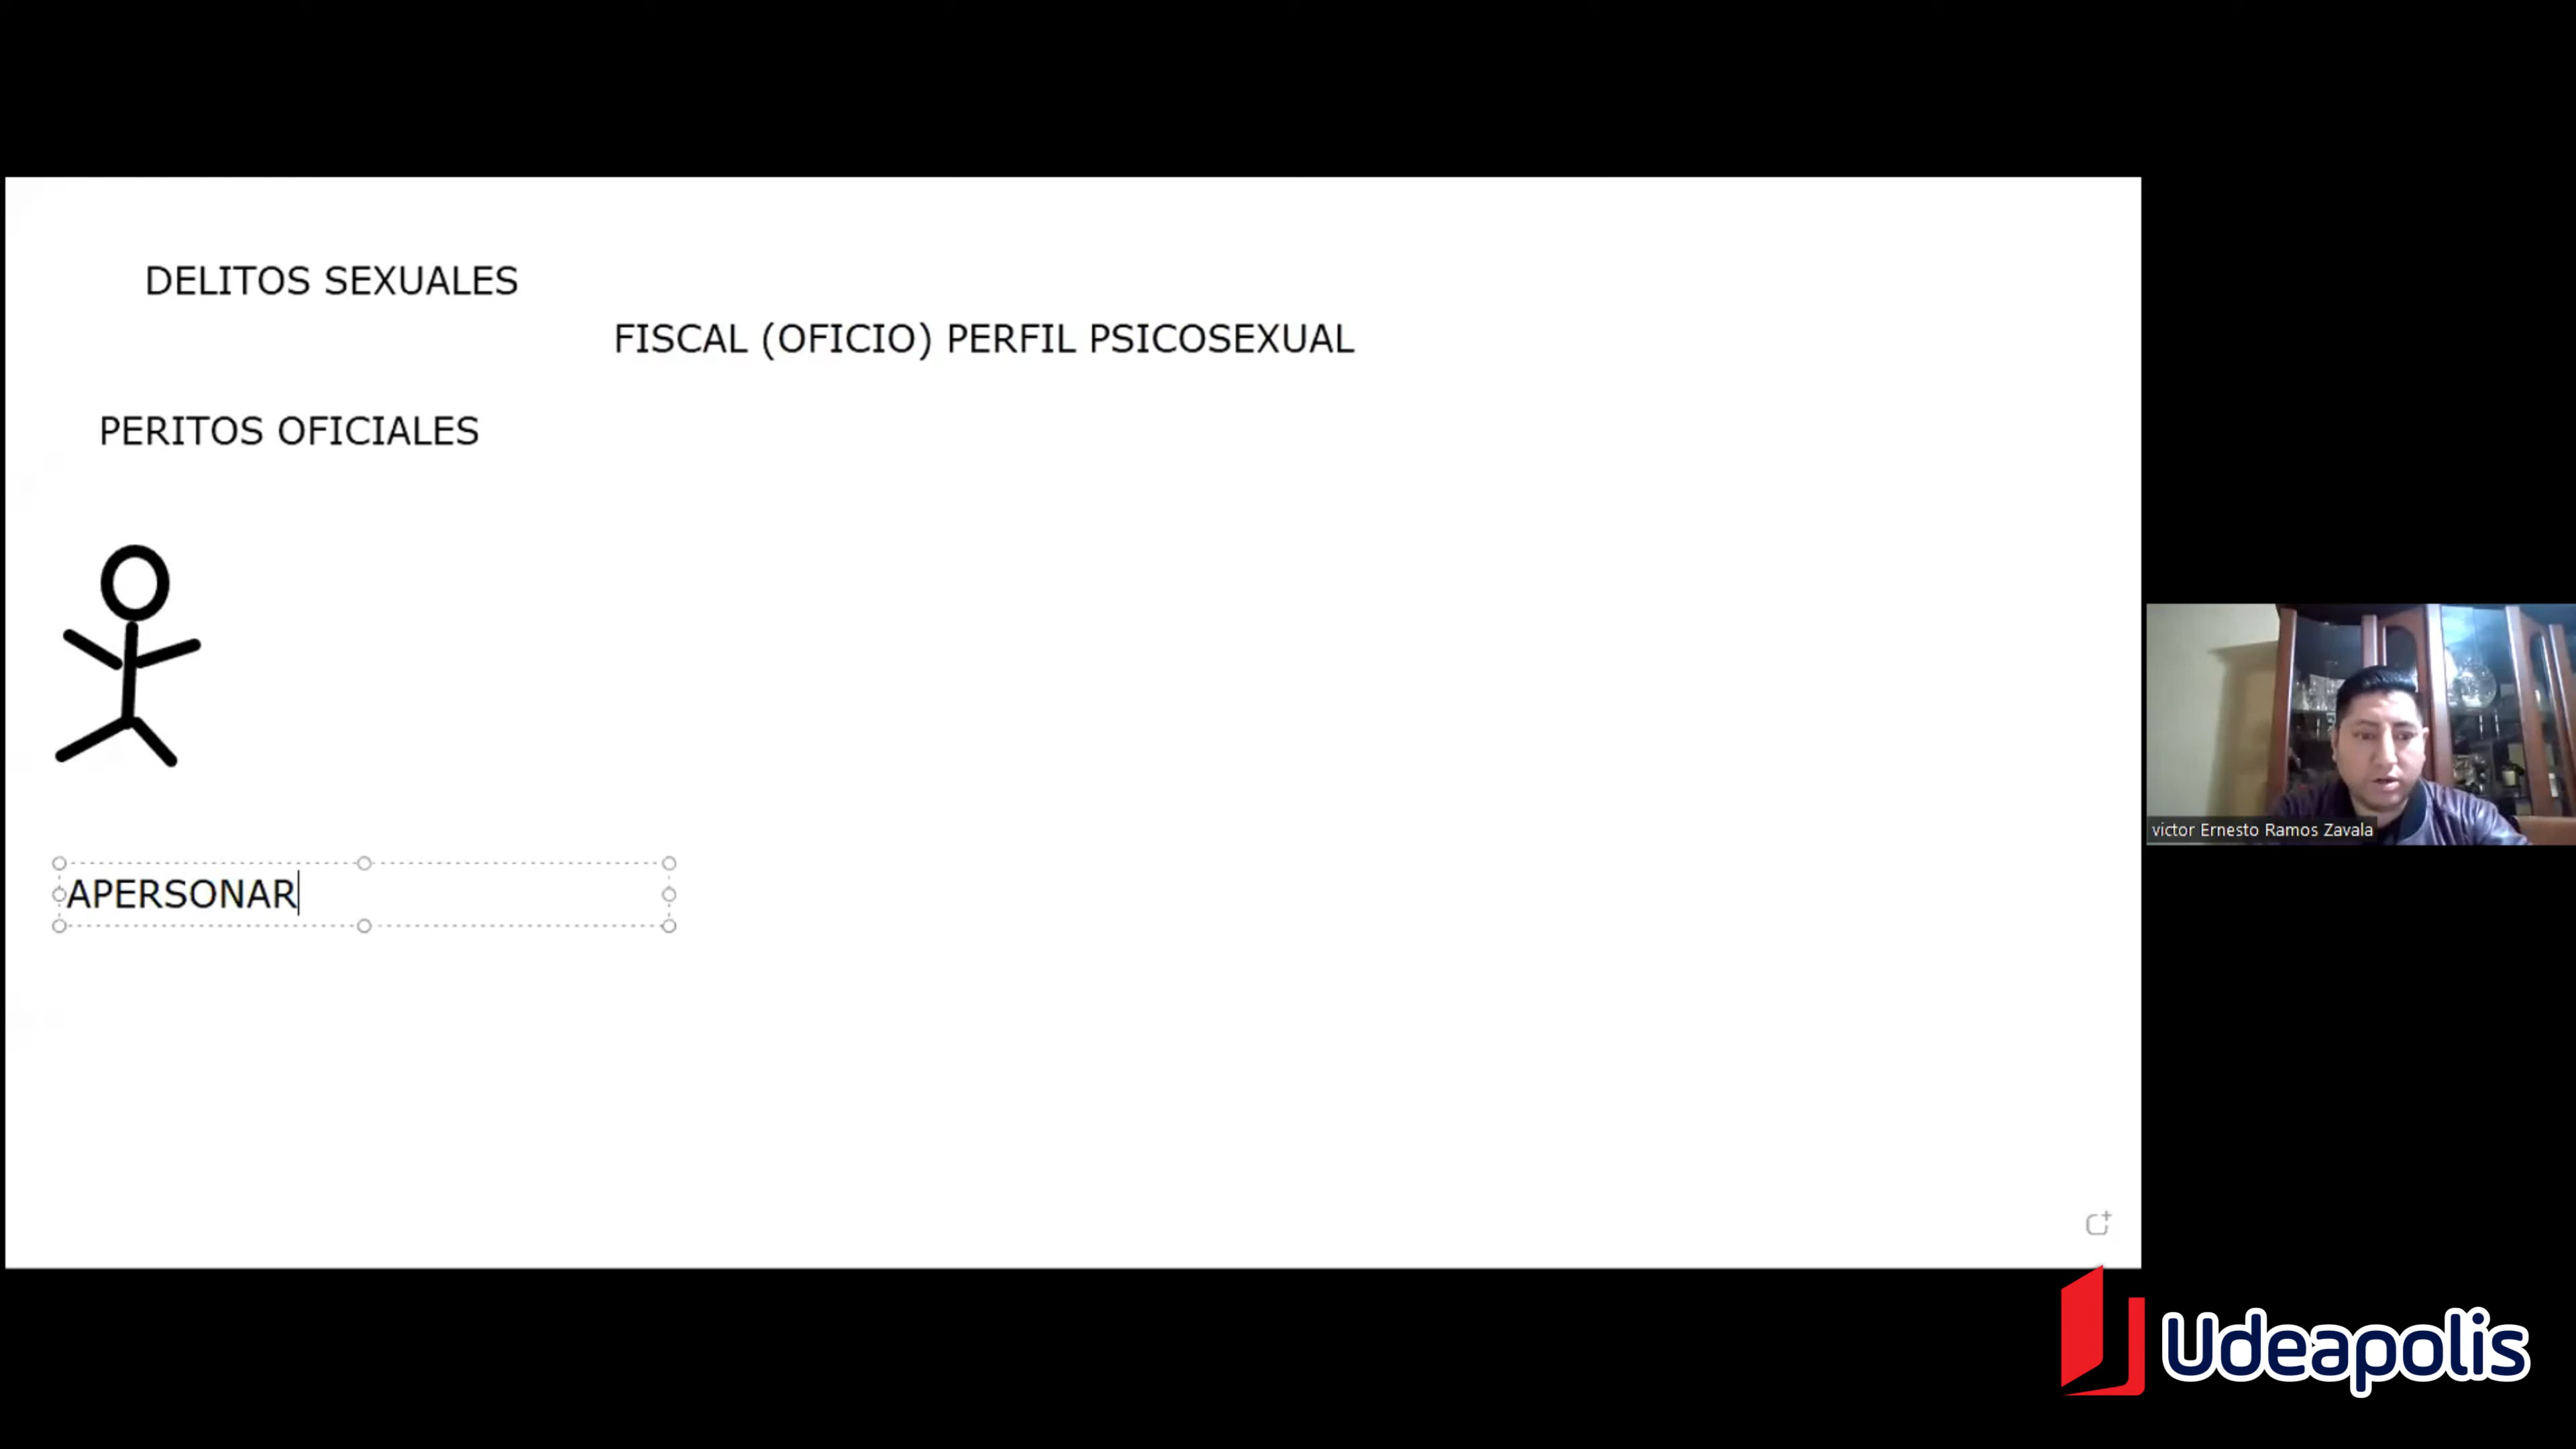 DELITOS SEXUALES
FISCAL (OFICIO) PERFIL PSICOSEXUAL
PERITOS OFICIALES
APERSONAR
victor Ernesto Ramos Zavala
Udeapolis